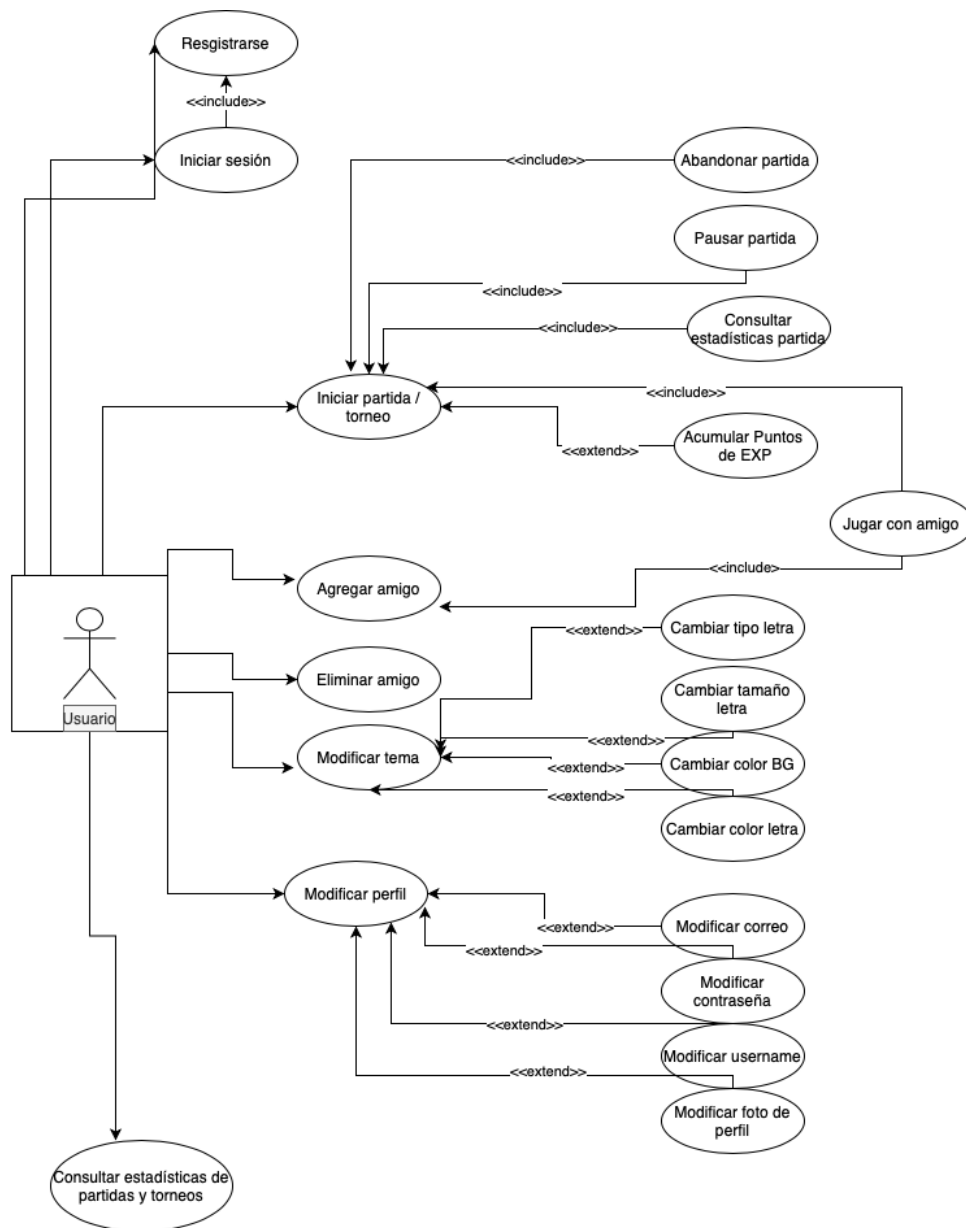 Resgistrarse
<<include>>
Iniciar sesión
<<include>>
Abandonar partida
Pausar partida
<<include>>
Consultar
estadísticas partida
<<include>>
Iniciar partida /
torneo
<<include>>
Acumular Puntos
de EXP
<<extend>>
Jugar con amigo
<<include>
Agregar amigo
Cambiar tipo letra
<<extend>>
Eliminar amigo
Cambiar tamaño
letra
Usuario
<<extend>>
Modificar tema
<<extend>>
Cambiar color BG
<<extend>>
Cambiar color letra
Modificar perfil
<<extend>>
Modificar correo
<<extend>>
Modificar
contraseña
<<extend>>
Modificar username
<<extend>>
Modificar foto de
perfil
Consultar estadísticas de
partidas y torneos